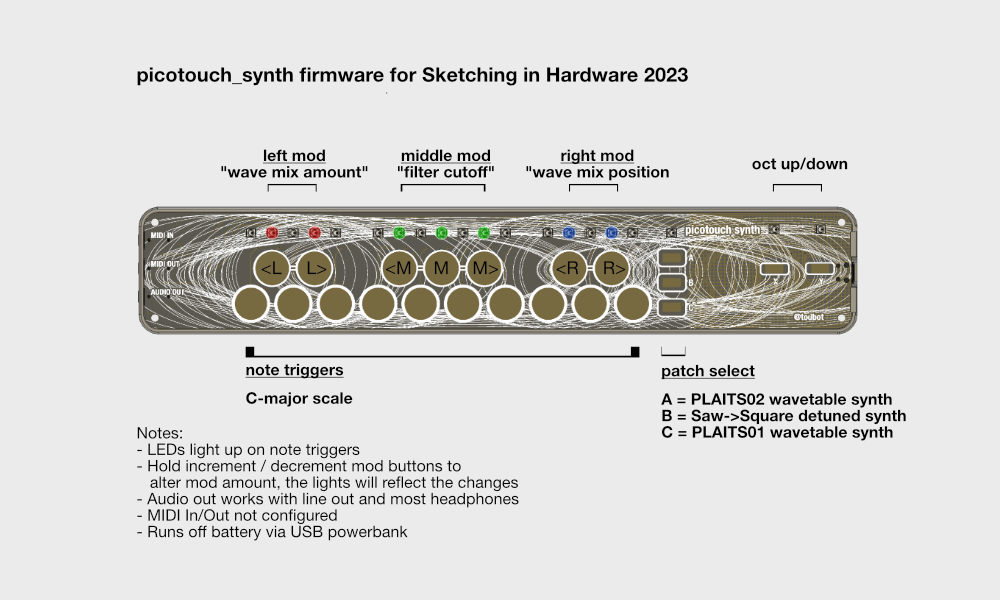 picotouch_synth firmware for Sketching in Hardware 2023
left mod
"wave mix amount"
middle mod
"filter cutoff"
right mod
"wave mix position
oct up/down
MIDI IN
picotouch synth
MIDI OUT
<L L> <M M M> <R R>
A
B
C
X Y
AUDIO OUT
@todbot
note triggers
C-major scale
patch select
A = PLAITS02 wavetable synth
B = Saw->Square detuned synth
C = PLAITS01 wavetable synth
Notes:
- LEDs light up on note triggers
- Hold increment / decrement mod buttons to
alter mod amount, the lights will reflect the changes
- Audio out works with line out and most headphones
- MIDI In/Out not configured
- Runs off battery via USB powerbank